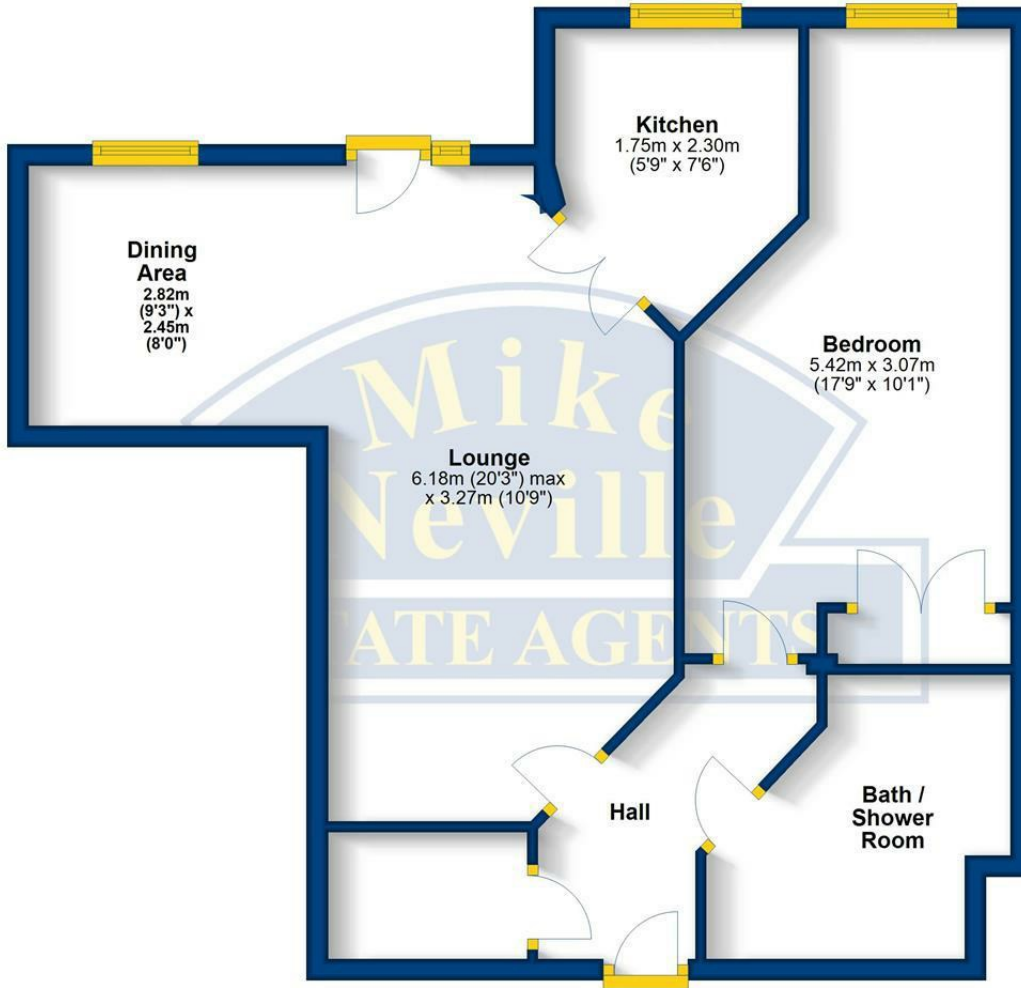 Kitchen
1.75m x 2.30m
(5'9" x 7'6")
Dining
Area
2.82m
(9'3") x
2.45m
(8'0")
Bedroom
5.42m x 3.07m
(17'9" x 10'1")
Lounge
6.18m (20'3") max
x 3.27m (10'9")
Hall
Bath /
Shower
Room
Mike
Neville
TATE AGENTS